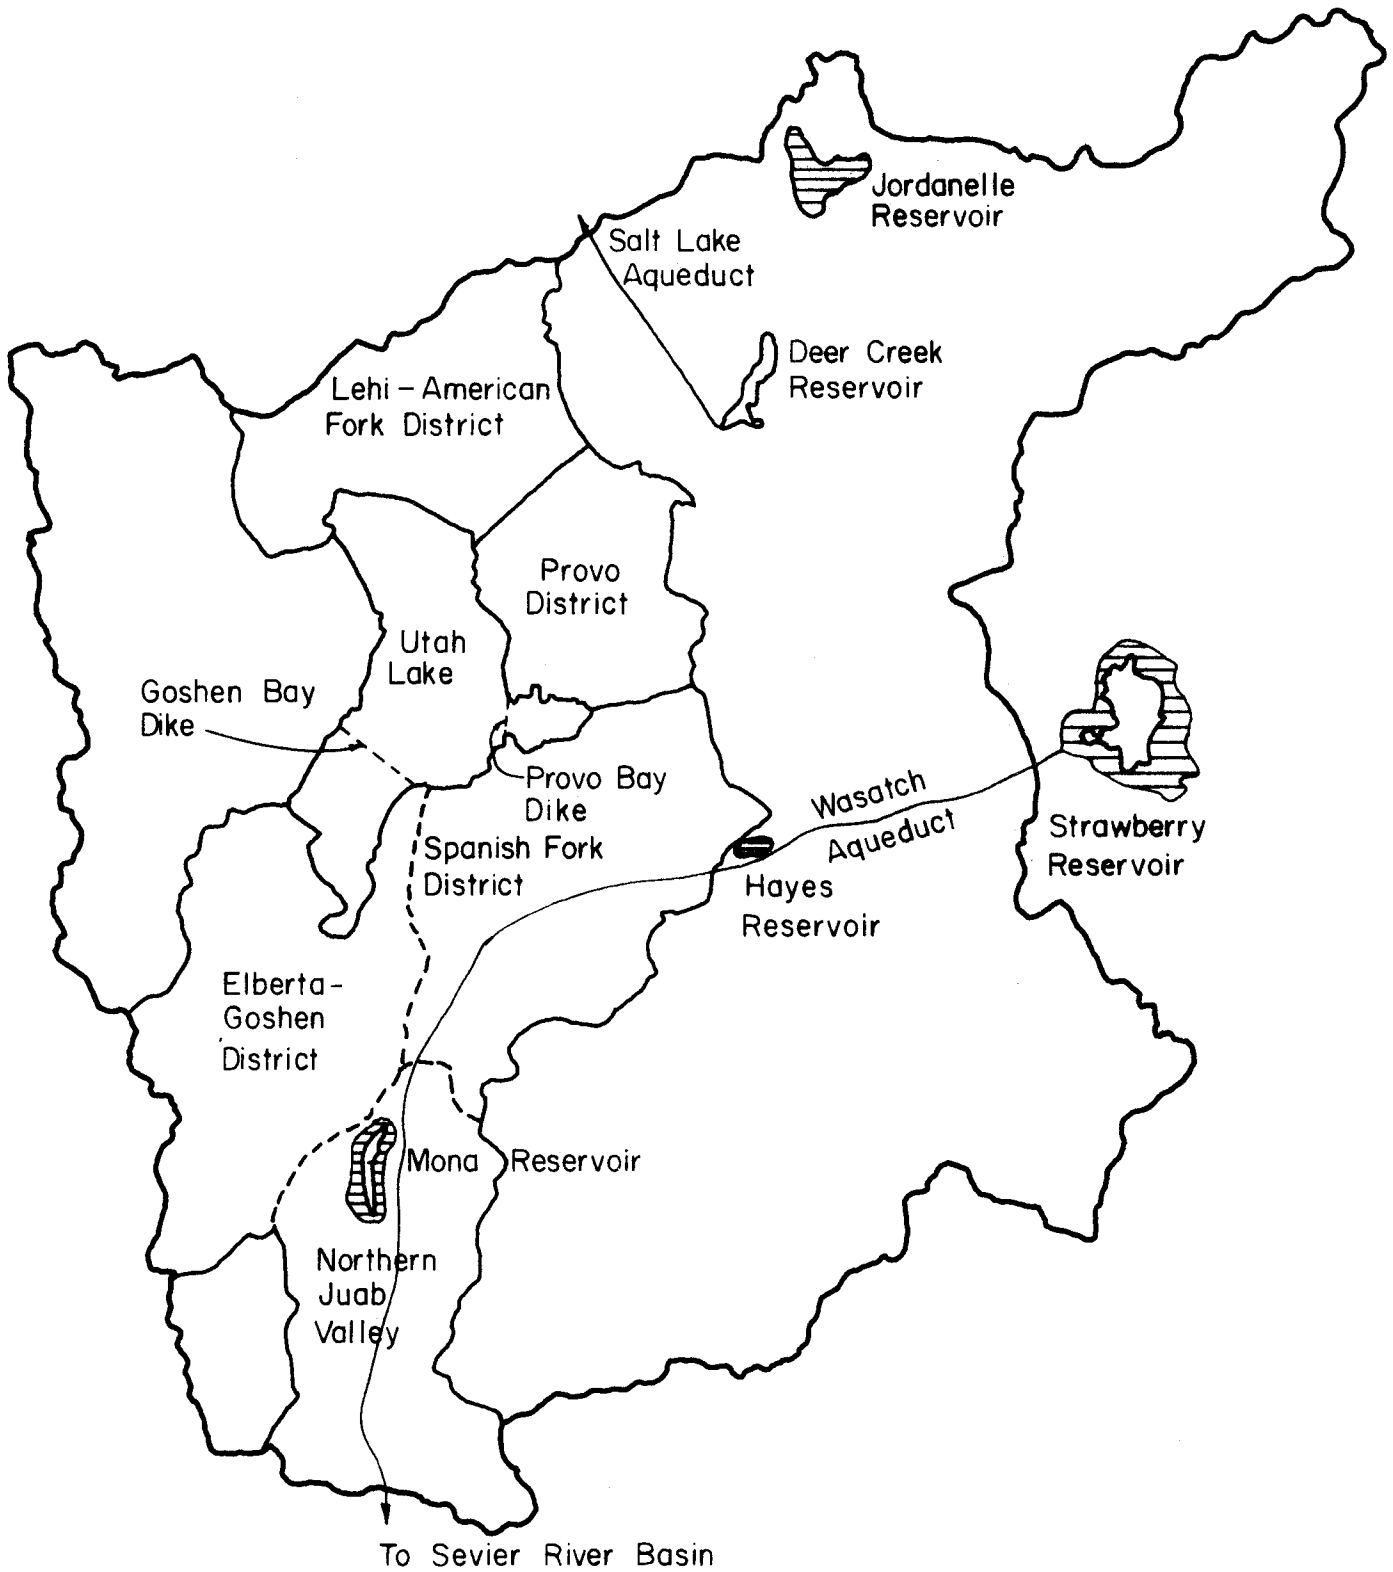 Jordanelle
Reservoir
Salt Lake
Aqueduct
Deer Creek
Reservoir
Lehi - American
Fork District
Provo
District
Utah
Lake
Goshen Bay
Dike
Provo Bay
Dike
Wasatch
Aqueduct
Strawberry
Reservoir
Spanish Fork
District
Hayes
Reservoir
Elberta-
Goshen
District
Mona Reservoir
Northern
Juab
Valley
To Sevier River Basin